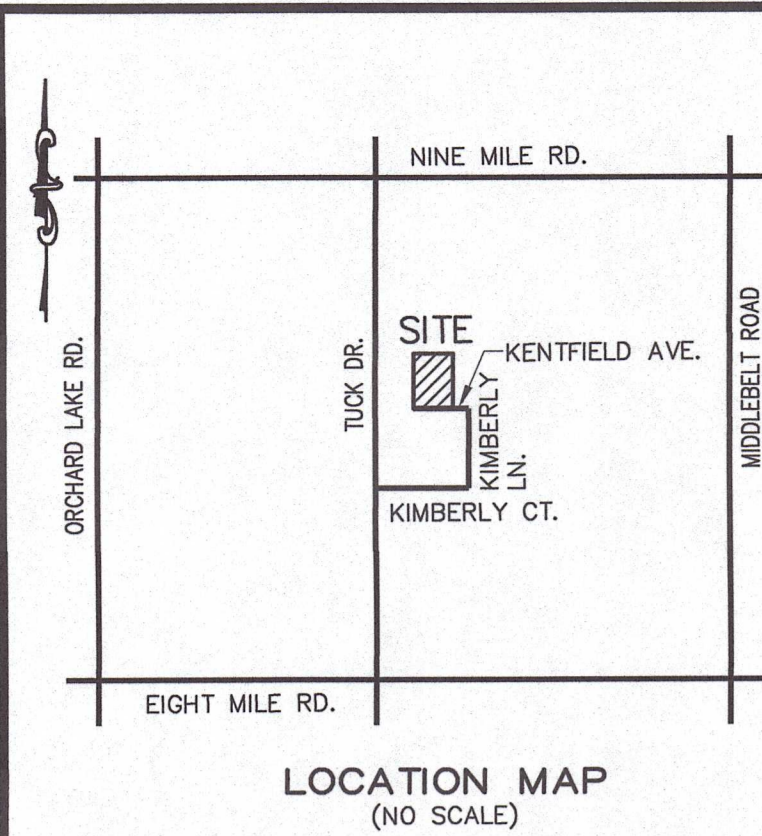 NINE MILE RD.
ORCHARD LAKE RD.
TUCK DR.
SITE
KENTFIELD AVE.
KIMBERLY
LN.
KIMBERLY CT.
MIDDLEBELT ROAD
EIGHT MILE RD.
LOCATION MAP
(NO SCALE)